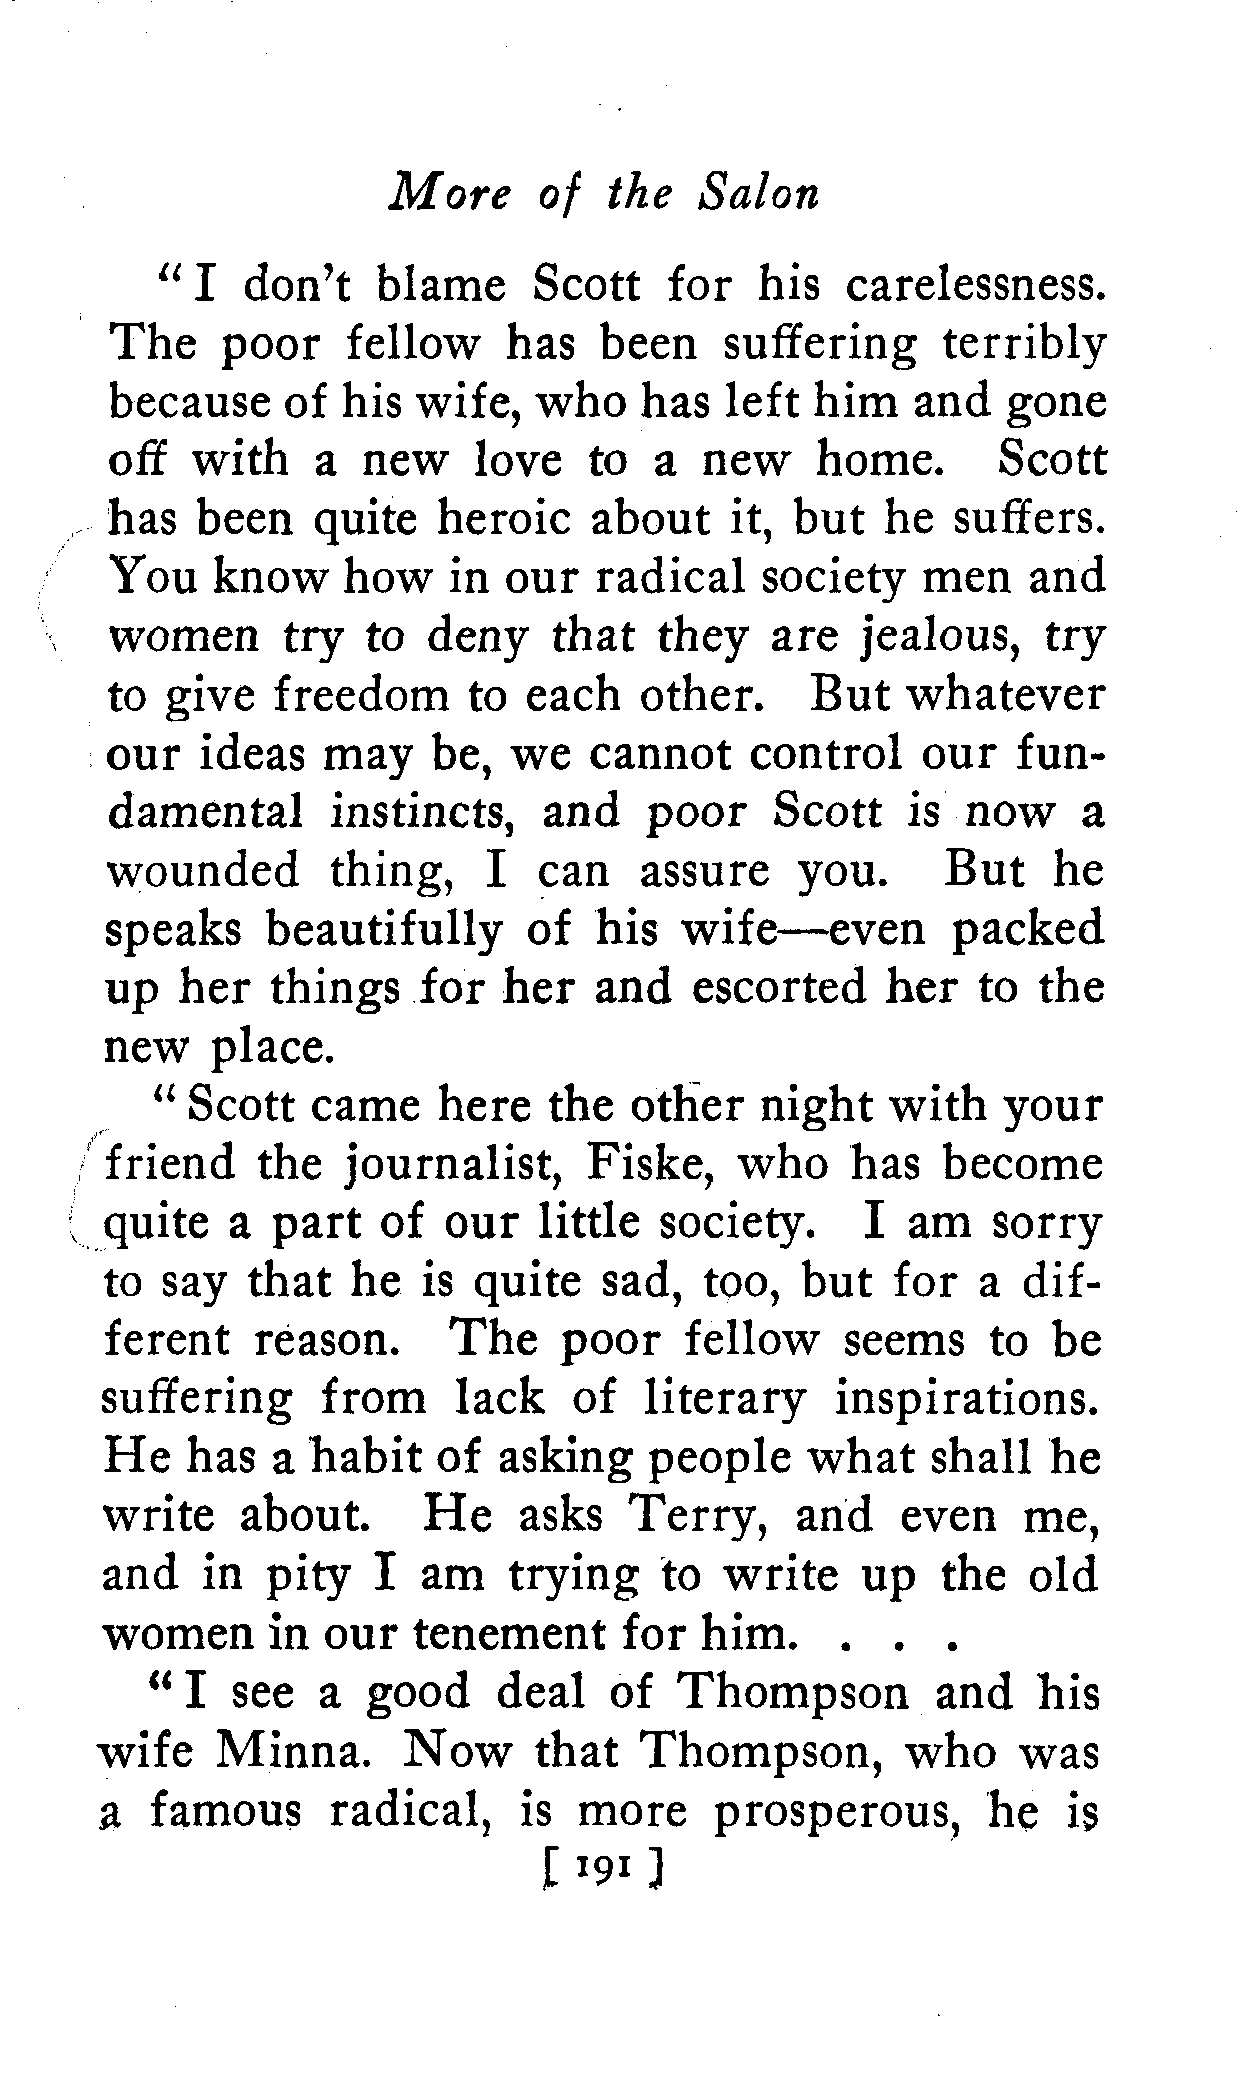 More of the Salon
" I don't blame Scott for his carelessness.
The poor fellow has been suffering terribly
because of his wife, who has left him and gone
off with a new love to a new home. Scott
has been quite heroic about it, but he suffers.
You know how in our radical society men and
women try to deny that they are jealous, try
to give freedom to each other. But whatever
our ideas may be, we cannot control our fun-
damental instincts, and poor Scott is now a
wounded thing, I can assure you. But he
speaks beautifully of his wife—even packed
up her things for her and escorted her to the
new place.
" Scott came here the other night with your
friend the journalist, Fiske, who has become
quite a part of our little society. I am sorry
to say that he is quite sad, too, but for a dif-
ferent reason. The poor fellow seems to be
suffering from lack of literary inspirations.
He has a habit of asking people what shall he
write about. He asks Terry, and even me,
and in pity I am trying to write up the old
women in our tenement for him. . . .
" I see a good deal of Thompson and his
wife Minna. Now that Thompson, who was
a famous radical, is more prosperous, he is
[ 191 ]